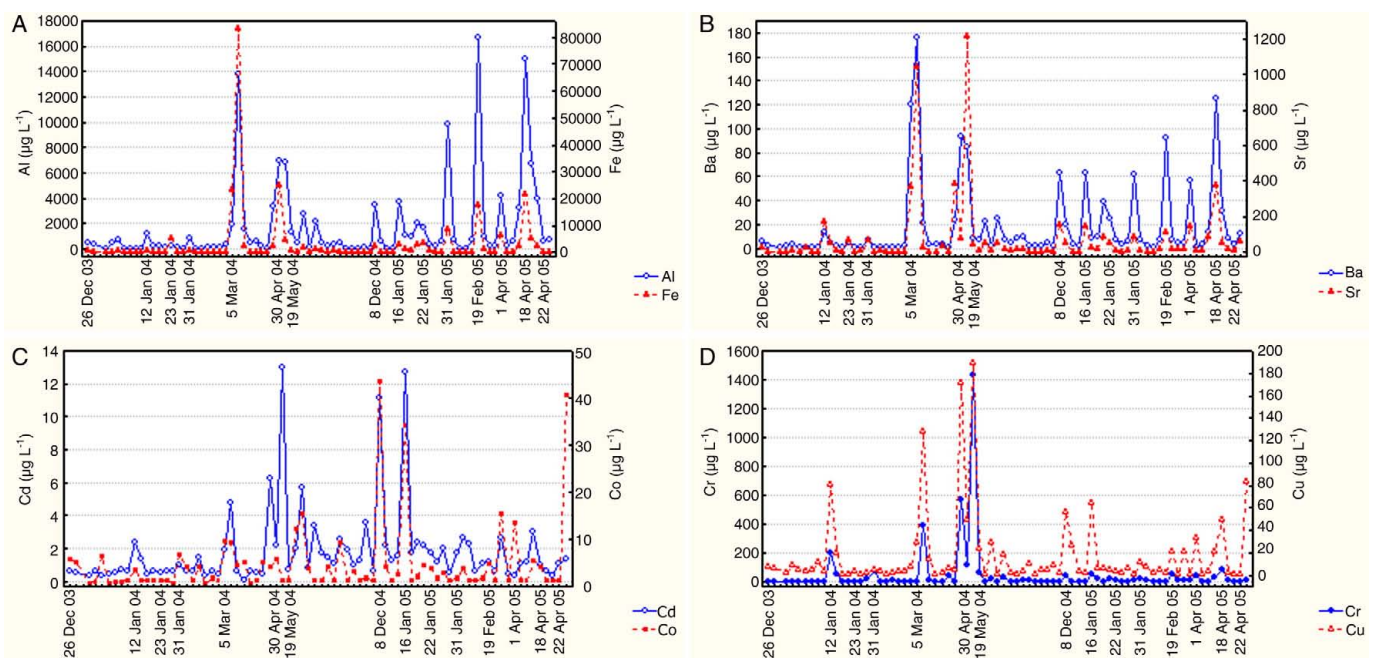 A
18000
16000
14000
12000
10000
8000
6000
4000
2000
0
Al (µg L⁻¹)
80000
70000
60000
50000
40000
30000
20000
10000
0
Fe (µg L⁻¹)
26 Dec 03
12 Jan 04
23 Jan 04
31 Jan 04
5 Mar 04
30 Apr 04
19 May 04
8 Dec 04
16 Jan 05
22 Jan 05
31 Jan 05
19 Feb 05
1 Apr 05
18 Apr 05
22 Apr 05
Al
Fe
B
180
160
140
120
100
80
60
40
20
0
Ba (µg L⁻¹)
1200
1000
800
600
400
200
0
Sr (µg L⁻¹)
26 Dec 03
12 Jan 04
23 Jan 04
31 Jan 04
5 Mar 04
30 Apr 04
19 May 04
8 Dec 04
16 Jan 05
22 Jan 05
31 Jan 05
19 Feb 05
1 Apr 05
18 Apr 05
22 Apr 05
Ba
Sr
C
14
12
10
8
6
4
2
0
Cd (µg L⁻¹)
50
40
30
20
10
0
Co (µg L⁻¹)
26 Dec 03
12 Jan 04
23 Jan 04
31 Jan 04
5 Mar 04
30 Apr 04
19 May 04
8 Dec 04
16 Jan 05
22 Jan 05
31 Jan 05
19 Feb 05
1 Apr 05
18 Apr 05
22 Apr 05
Cd
Co
D
1600
1400
1200
1000
800
600
400
200
0
Cr (µg L⁻¹)
200
180
160
140
120
100
80
60
40
20
0
Cu (µg L⁻¹)
26 Dec 03
12 Jan 04
23 Jan 04
31 Jan 04
5 Mar 04
30 Apr 04
19 May 04
8 Dec 04
16 Jan 05
22 Jan 05
31 Jan 05
19 Feb 05
1 Apr 05
18 Apr 05
22 Apr 05
Cr
Cu